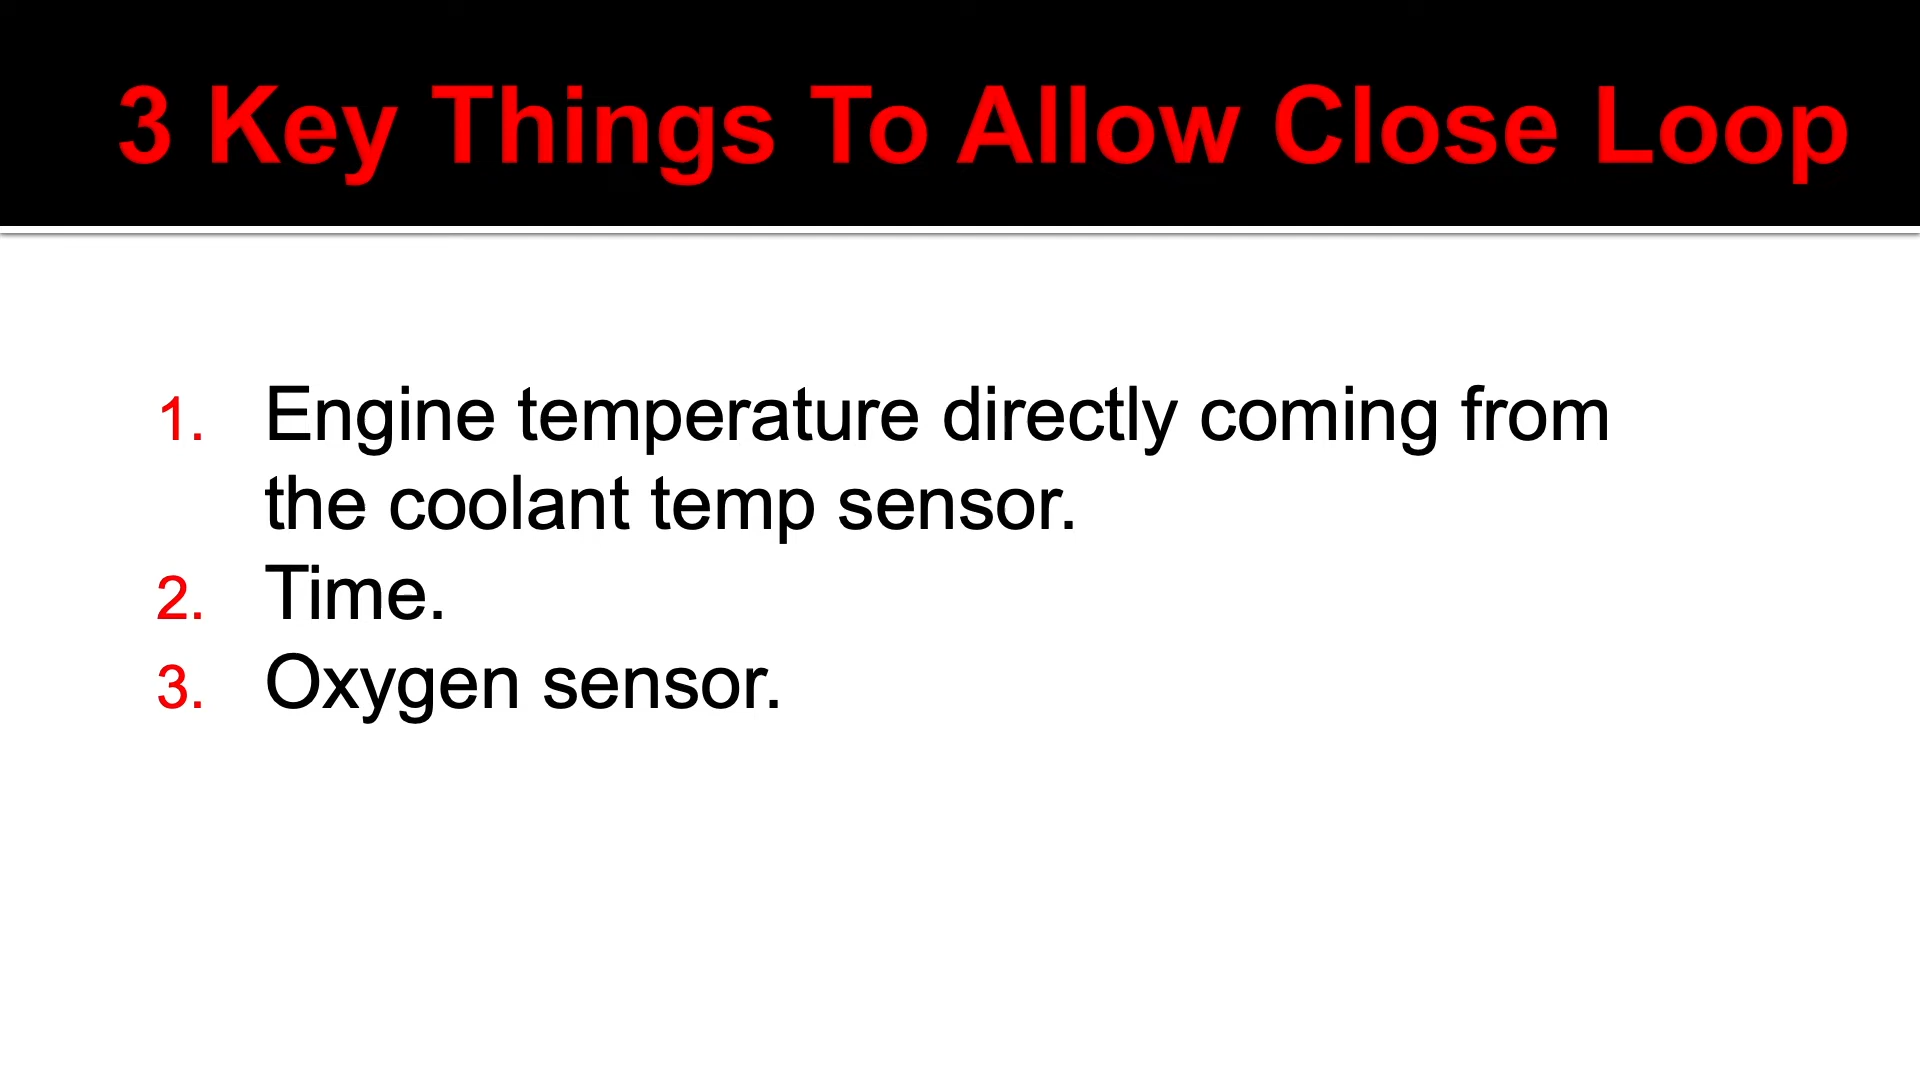 3 Key Things To Allow Close Loop
1. Engine temperature directly coming from
the coolant temp sensor.
2. Time.
3. Oxygen sensor.